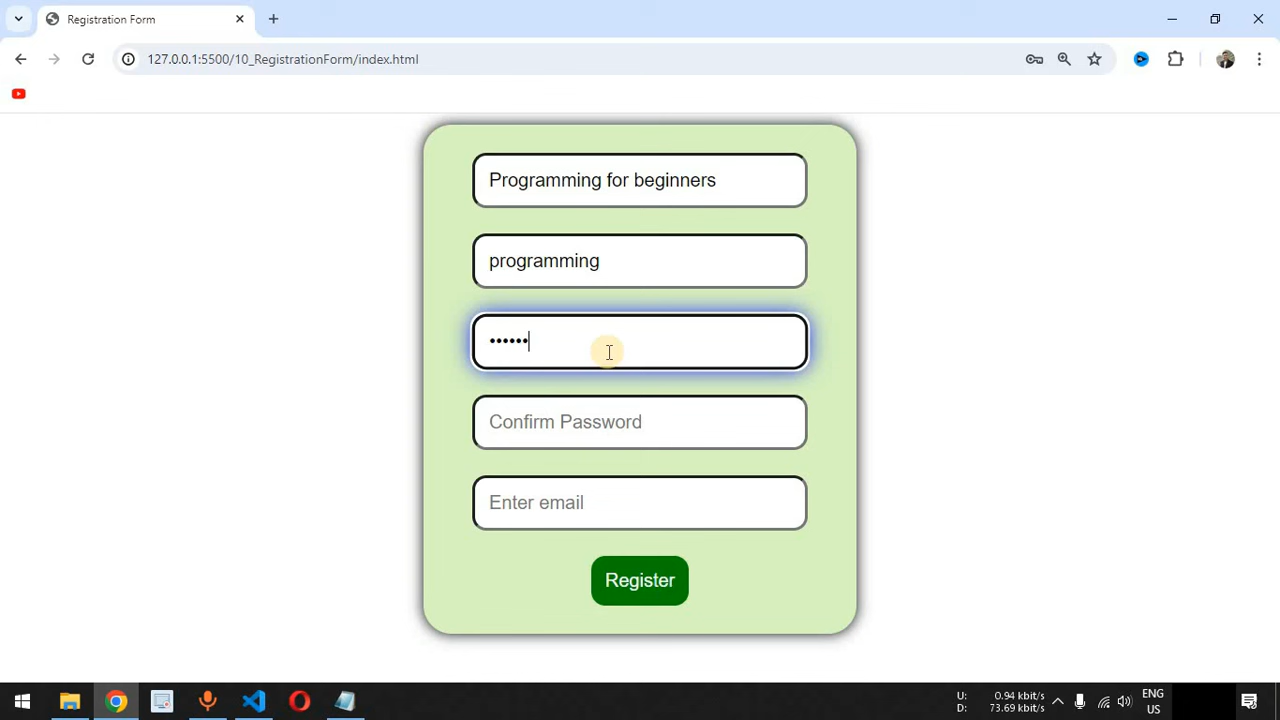 Registration Form
127.0.0.1:5500/10_RegistrationForm/index.html
Programming for beginners
programming
••••••
Confirm Password
Enter email
Register
U: 0.94 kbit/s
D: 73.69 kbit/s
ENG
US